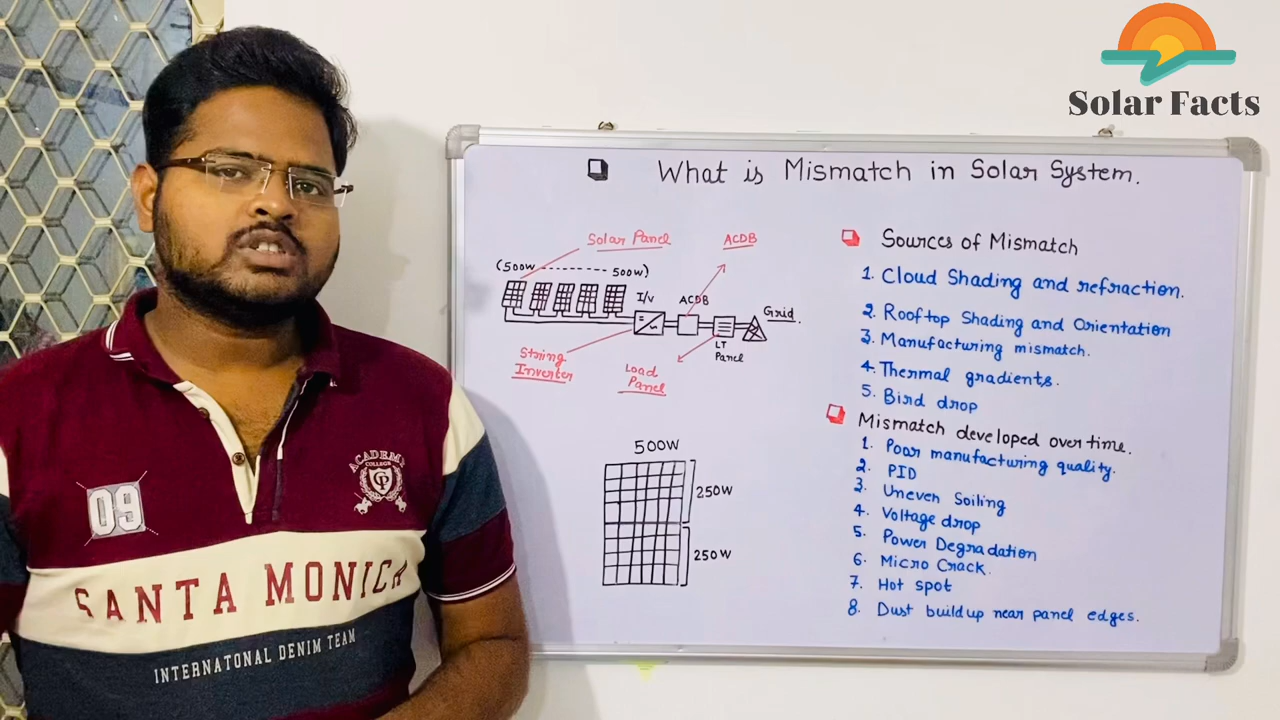 Solar Facts
What is Mismatch in Solar System.
Solar Panel
ACDB
(500W - - - - - - - - 500W)
I/V
ACDB
Grid.
LT
Panel
String
Inverter
Load
Panel
500W
250W
250W
Sources of Mismatch
1. Cloud Shading and refraction.
2. Rooftop Shading and Orientation
3. Manufacturing mismatch.
4. Thermal gradients.
5. Bird drop
Mismatch developed over time.
1. Poor manufacturing quality.
2. PID
3. Uneven Soiling
4. Voltage drop
5. Power Degradation
6. Micro Crack.
7. Hot spot
8. Dust buildup near panel edges.
ACADEMY
COLLEGE
CP
09
SANTA MONICA
INTERNATONAL DENIM TEAM